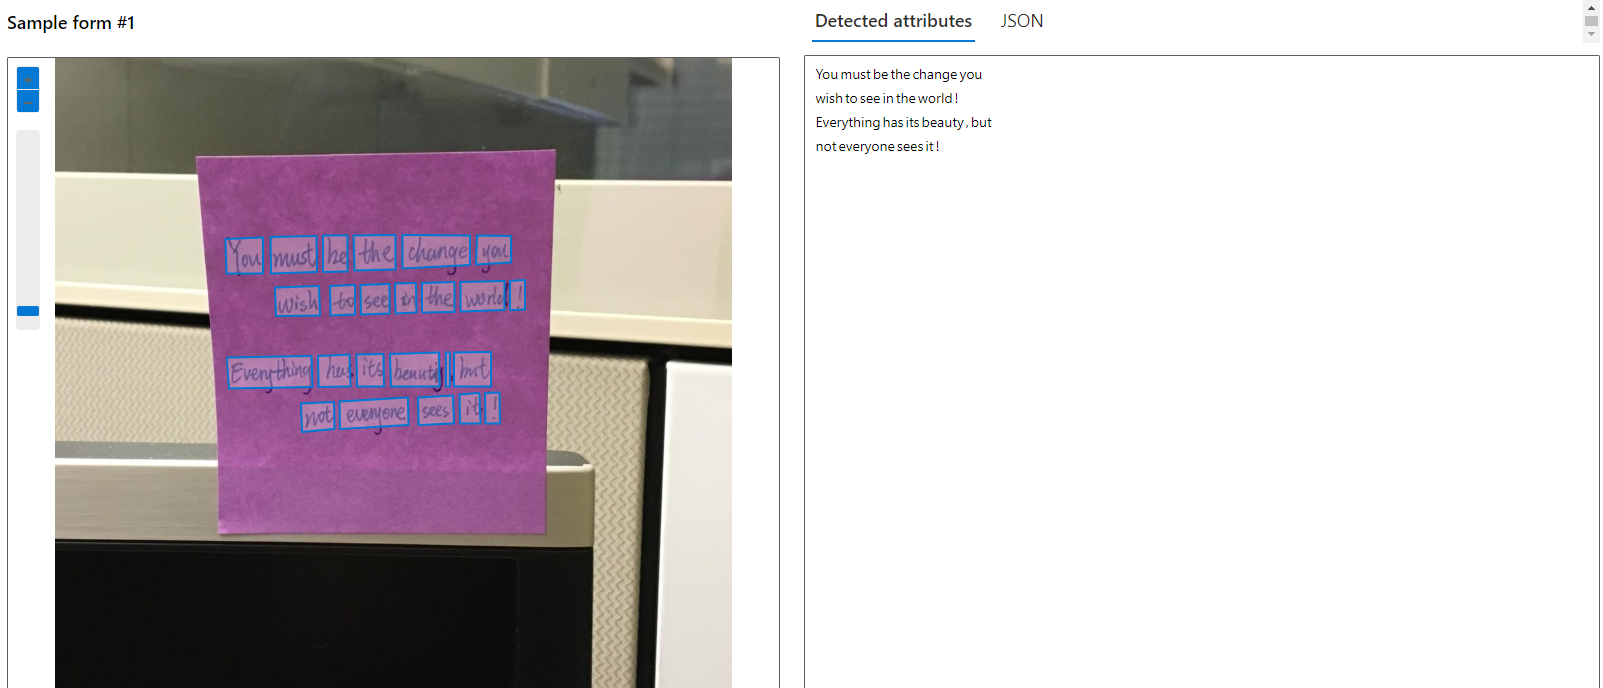 Sample form #1
Detected attributes
JSON
You must be the change you
wish to see in the world!
Everything has its beauty, but
not everyone sees it!
You must be the change you
wish to see in the world !
Everything has its beauty , but
not everyone sees it !